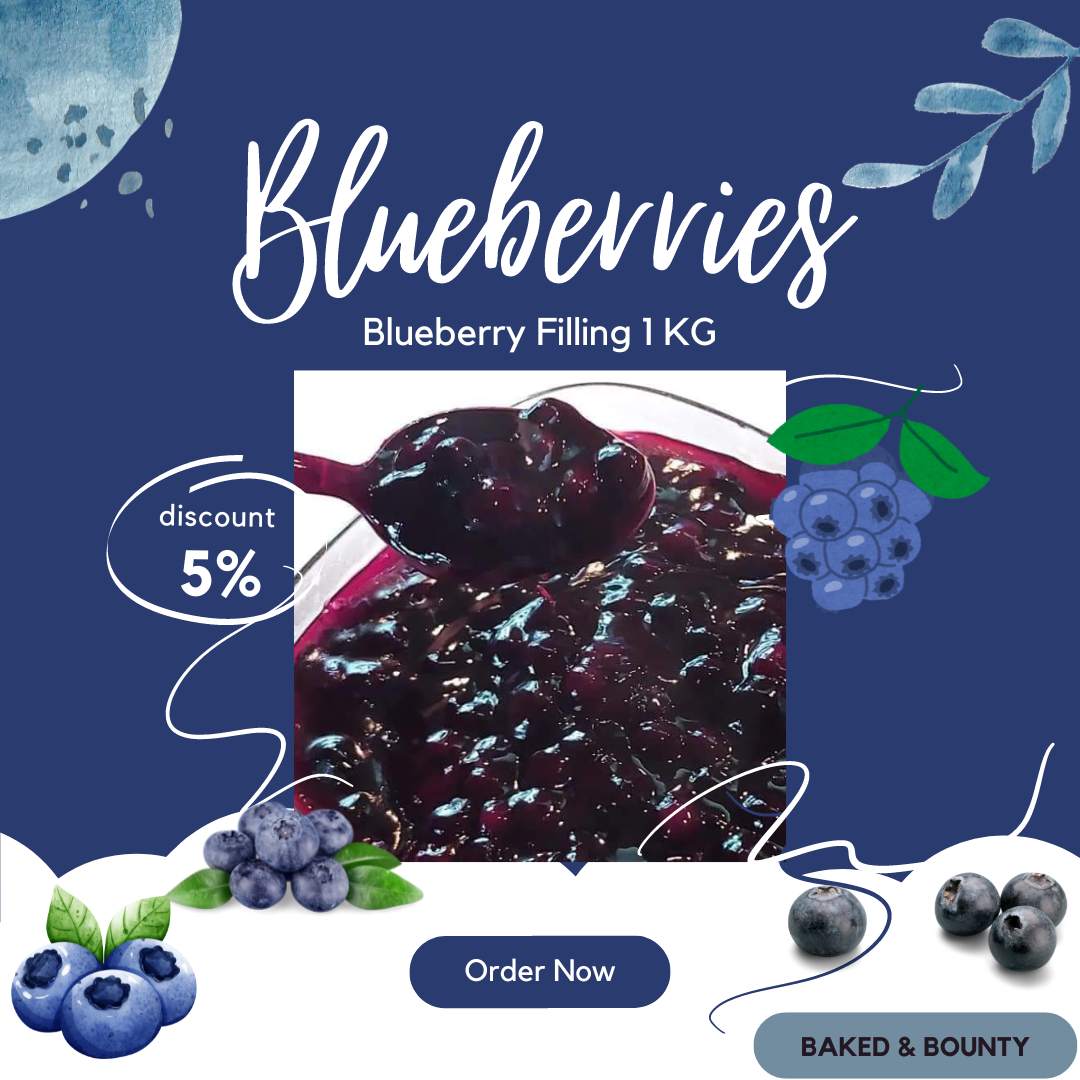 Blueberries
Blueberry Filling 1 KG
discount
5%
Order Now
BAKED & BOUNTY